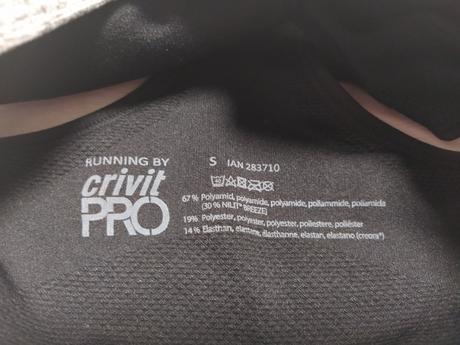 RUNNING BY
crivit
PRO
S IAN 283710
67% Polyamid, polyamide, polyamide, poliammide, poliamida
(30% NILIT® BREEZE)
19% Polyester, polyester, polyester, poliestere, poliéster
14% Elasthan, elastane, élasthanne, elastan, elastano (creora®)